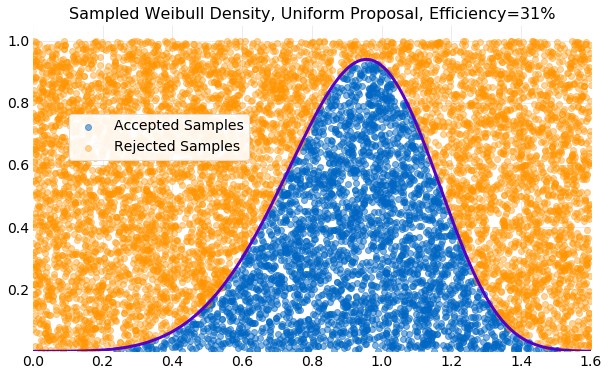 Sampled Weibull Density, Uniform Proposal, Efficiency=31%
1.0
0.8
Accepted Samples
Rejected Samples
0.6
0.4
0.2
0.0 0.2 0.4 0.6 0.8 1.0 1.2 1.4 1.6